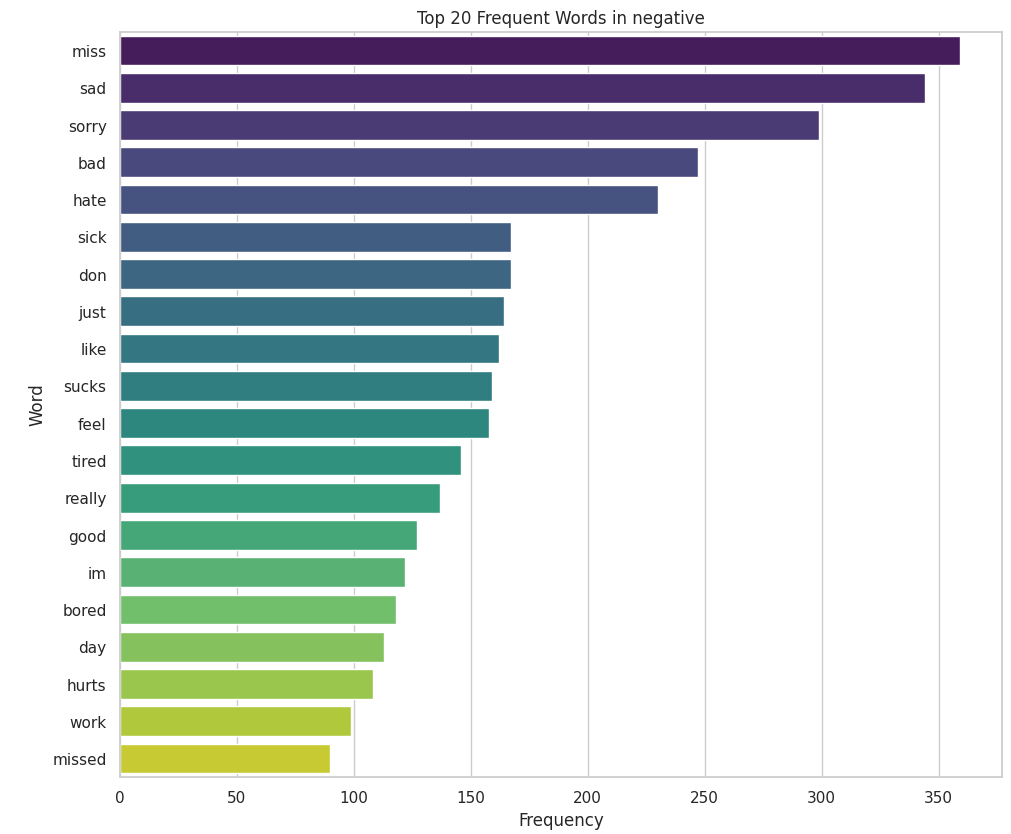 Top 20 Frequent Words in negative
miss
sad
sorry
bad
hate
sick
don
just
like
sucks
feel
tired
really
good
im
bored
day
hurts
work
missed
Word
0 50 100 150 200 250 300 350
Frequency